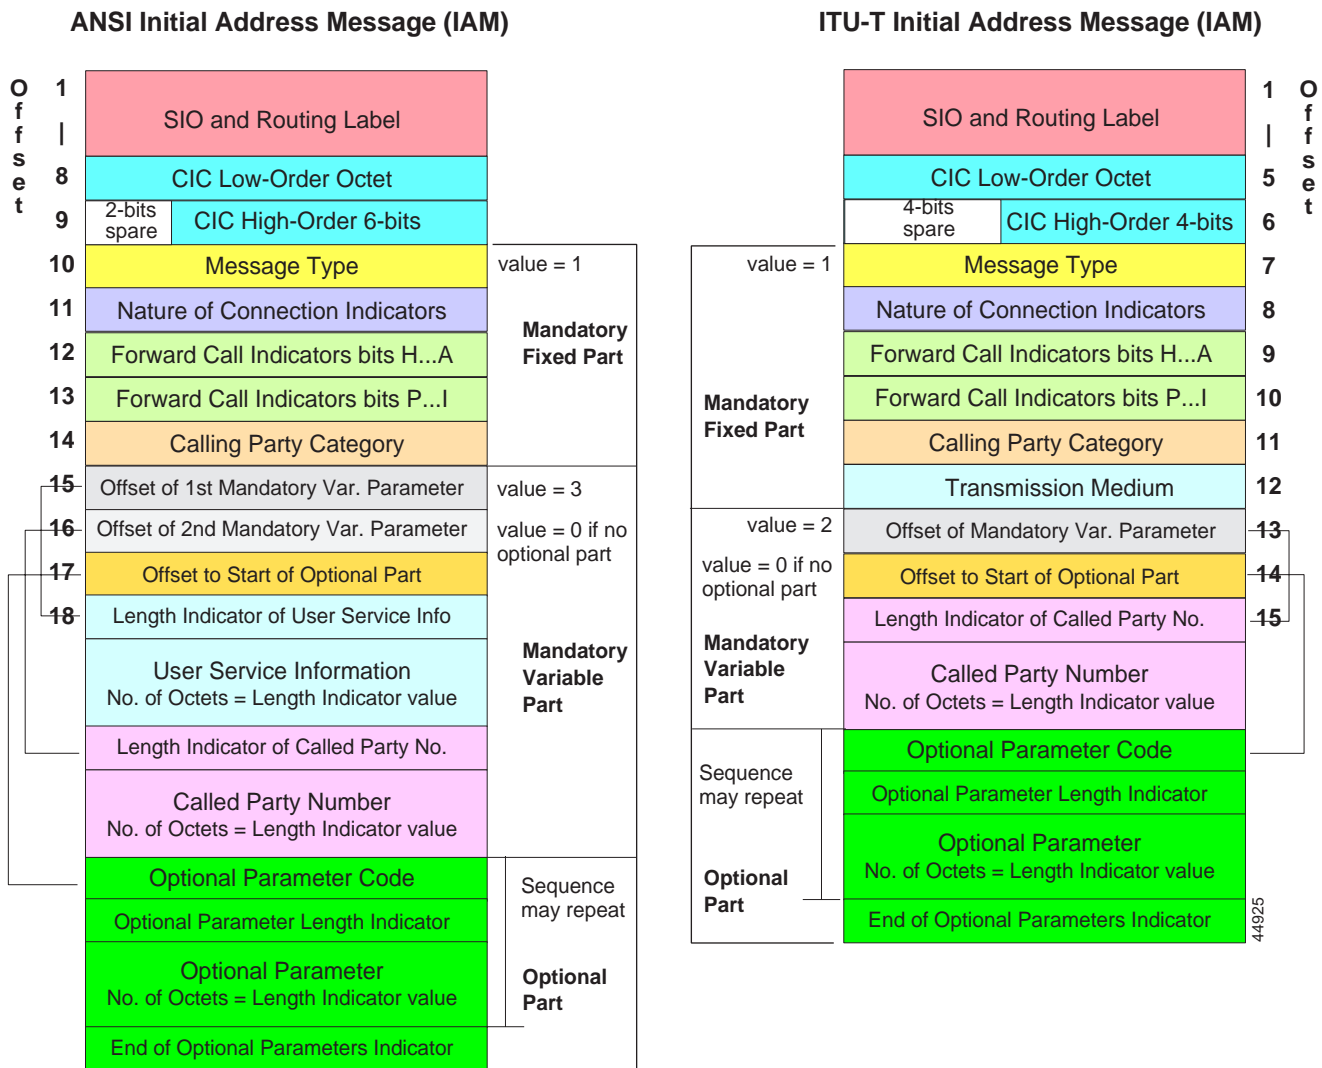 ANSI Initial Address Message (IAM)
Offset
1
|
SIO and Routing Label
8
CIC Low-Order Octet
9
2-bits
spare
CIC High-Order 6-bits
10
Message Type
value = 1
11
Nature of Connection Indicators
Mandatory
Fixed Part
12
Forward Call Indicators bits H...A
13
Forward Call Indicators bits P...I
14
Calling Party Category
15
Offset of 1st Mandatory Var. Parameter
value = 3
16
Offset of 2nd Mandatory Var. Parameter
value = 0 if no
optional part
17
Offset to Start of Optional Part
18
Length Indicator of User Service Info
User Service Information
No. of Octets = Length Indicator value
Mandatory
Variable
Part
Length Indicator of Called Party No.
Called Party Number
No. of Octets = Length Indicator value
Optional Parameter Code
Sequence
may repeat
Optional Parameter Length Indicator
Optional Parameter
No. of Octets = Length Indicator value
Optional
Part
End of Optional Parameters Indicator
ITU-T Initial Address Message (IAM)
SIO and Routing Label
1
|
Offset
CIC Low-Order Octet
5
4-bits
spare
CIC High-Order 4-bits
6
value = 1
Message Type
7
Nature of Connection Indicators
8
Forward Call Indicators bits H...A
9
Mandatory
Fixed Part
Forward Call Indicators bits P...I
10
Calling Party Category
11
Transmission Medium
12
value = 2
Offset of Mandatory Var. Parameter
13
value = 0 if no
optional part
Offset to Start of Optional Part
14
Length Indicator of Called Party No.
15
Mandatory
Variable
Part
Called Party Number
No. of Octets = Length Indicator value
Optional Parameter Code
Sequence
may repeat
Optional Parameter Length Indicator
Optional Parameter
No. of Octets = Length Indicator value
Optional
Part
End of Optional Parameters Indicator
44925